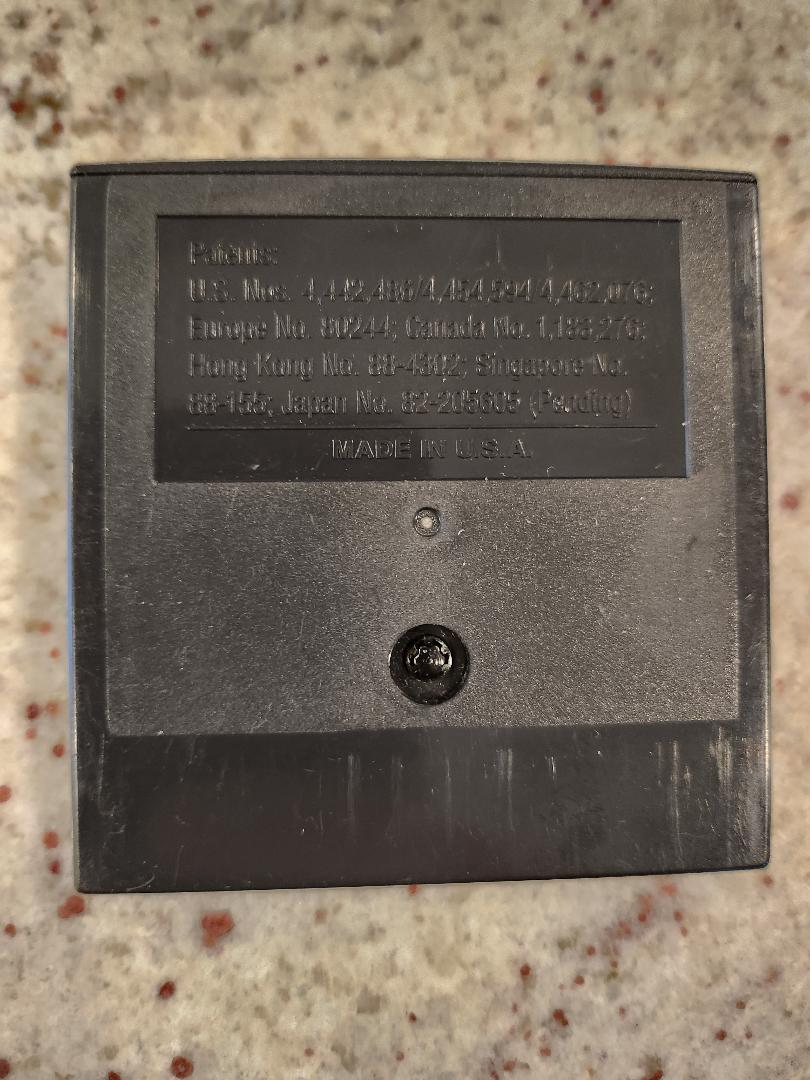 Patents:
U.S. Nos. 4,442,486/4,454,594/4,462,076;
Europe No. 80244; Canada No. 1,183,276;
Hong Kong No. 88-4302; Singapore No.
88-155; Japan No. 82-205605 (Pending)
MADE IN U.S.A.